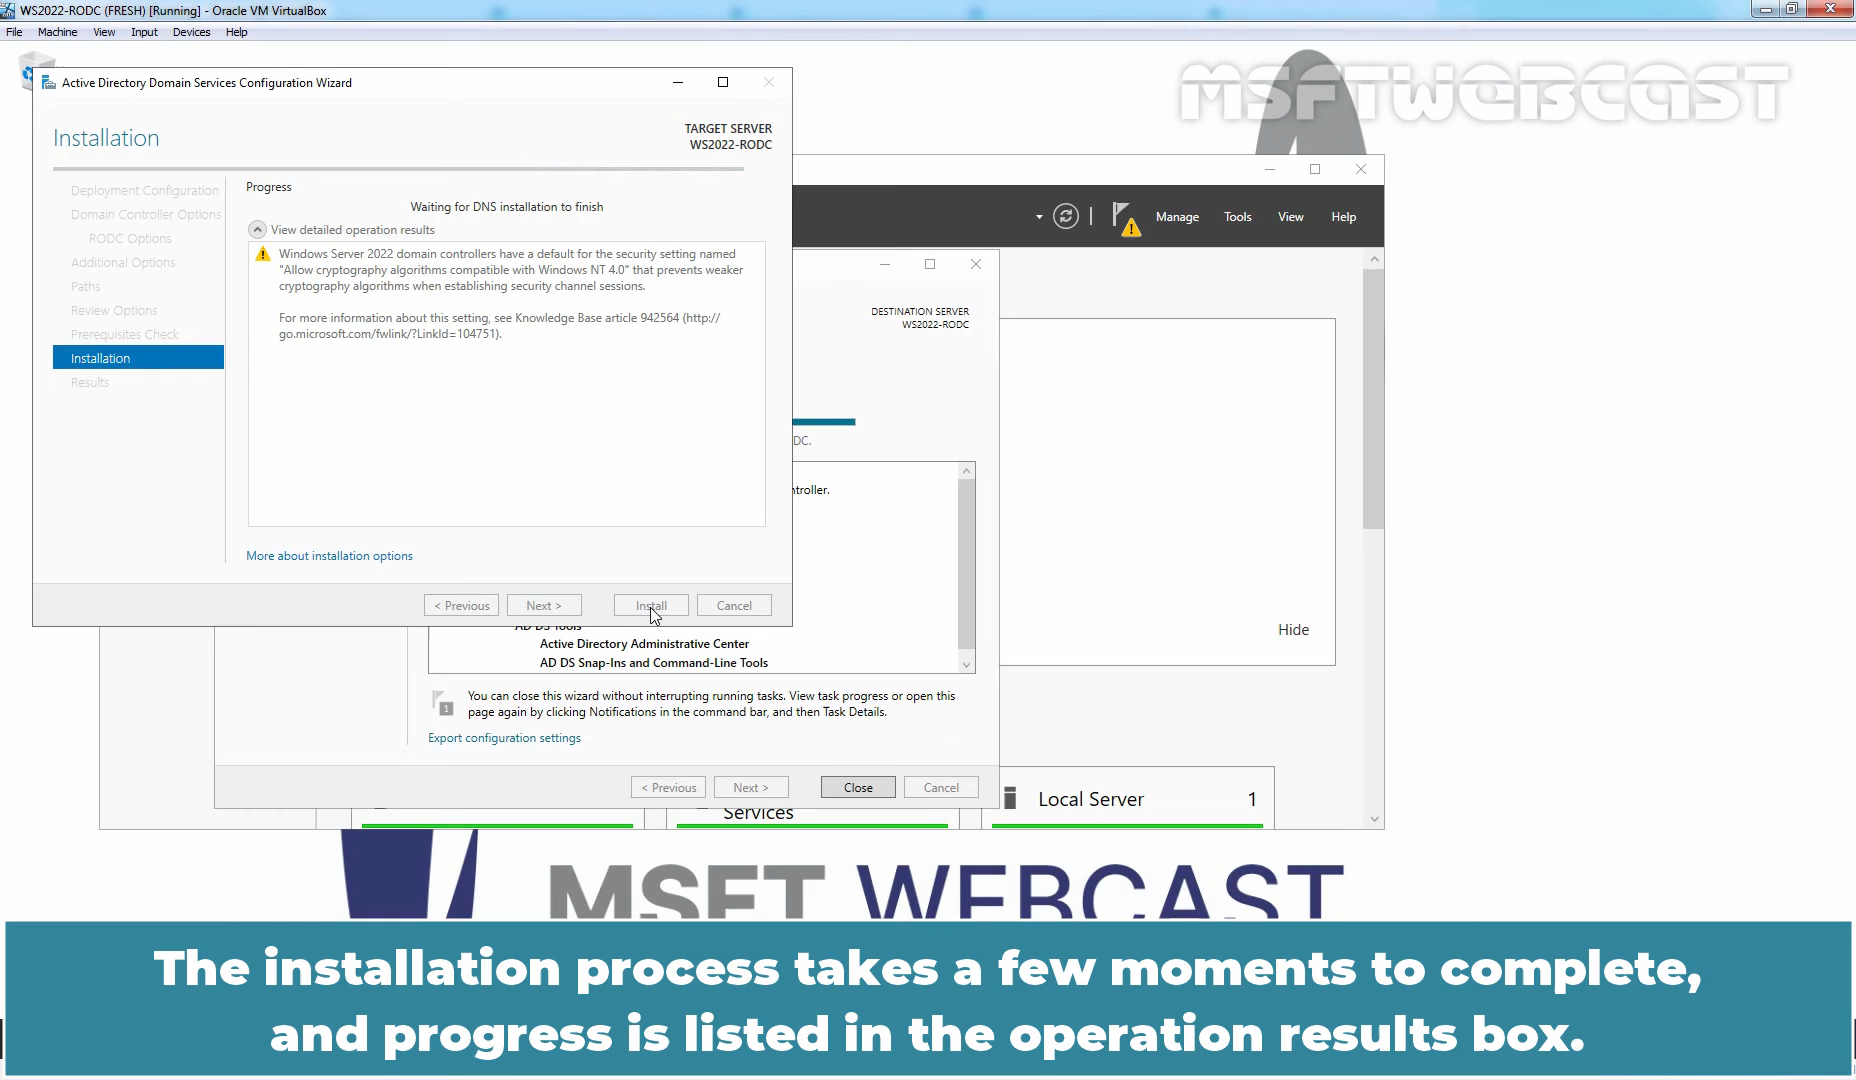 WS2022-RODC (FRESH) [Running] - Oracle VM VirtualBox
File Machine View Input Devices Help
MSFTWEBCAST
Active Directory Domain Services Configuration Wizard
Installation
TARGET SERVER
WS2022-RODC
Deployment Configuration
Domain Controller Options
RODC Options
Additional Options
Paths
Review Options
Prerequisites Check
Installation
Results
Progress
Waiting for DNS installation to finish
View detailed operation results
Windows Server 2022 domain controllers have a default for the security setting named
"Allow cryptography algorithms compatible with Windows NT 4.0" that prevents weaker
cryptography algorithms when establishing security channel sessions.
For more information about this setting, see Knowledge Base article 942564 (http://
go.microsoft.com/fwlink/?LinkId=104751).
More about installation options
< Previous Next > Install Cancel
Manage Tools View Help
DESTINATION SERVER
WS2022-RODC
DC.
ntroller.
AD DS Tools
Active Directory Administrative Center
AD DS Snap-Ins and Command-Line Tools
Hide
1
You can close this wizard without interrupting running tasks. View task progress or open this
page again by clicking Notifications in the command bar, and then Task Details.
Export configuration settings
< Previous Next > Close Cancel
Services
Local Server 1
MSFT WEBCAST
The installation process takes a few moments to complete,
and progress is listed in the operation results box.